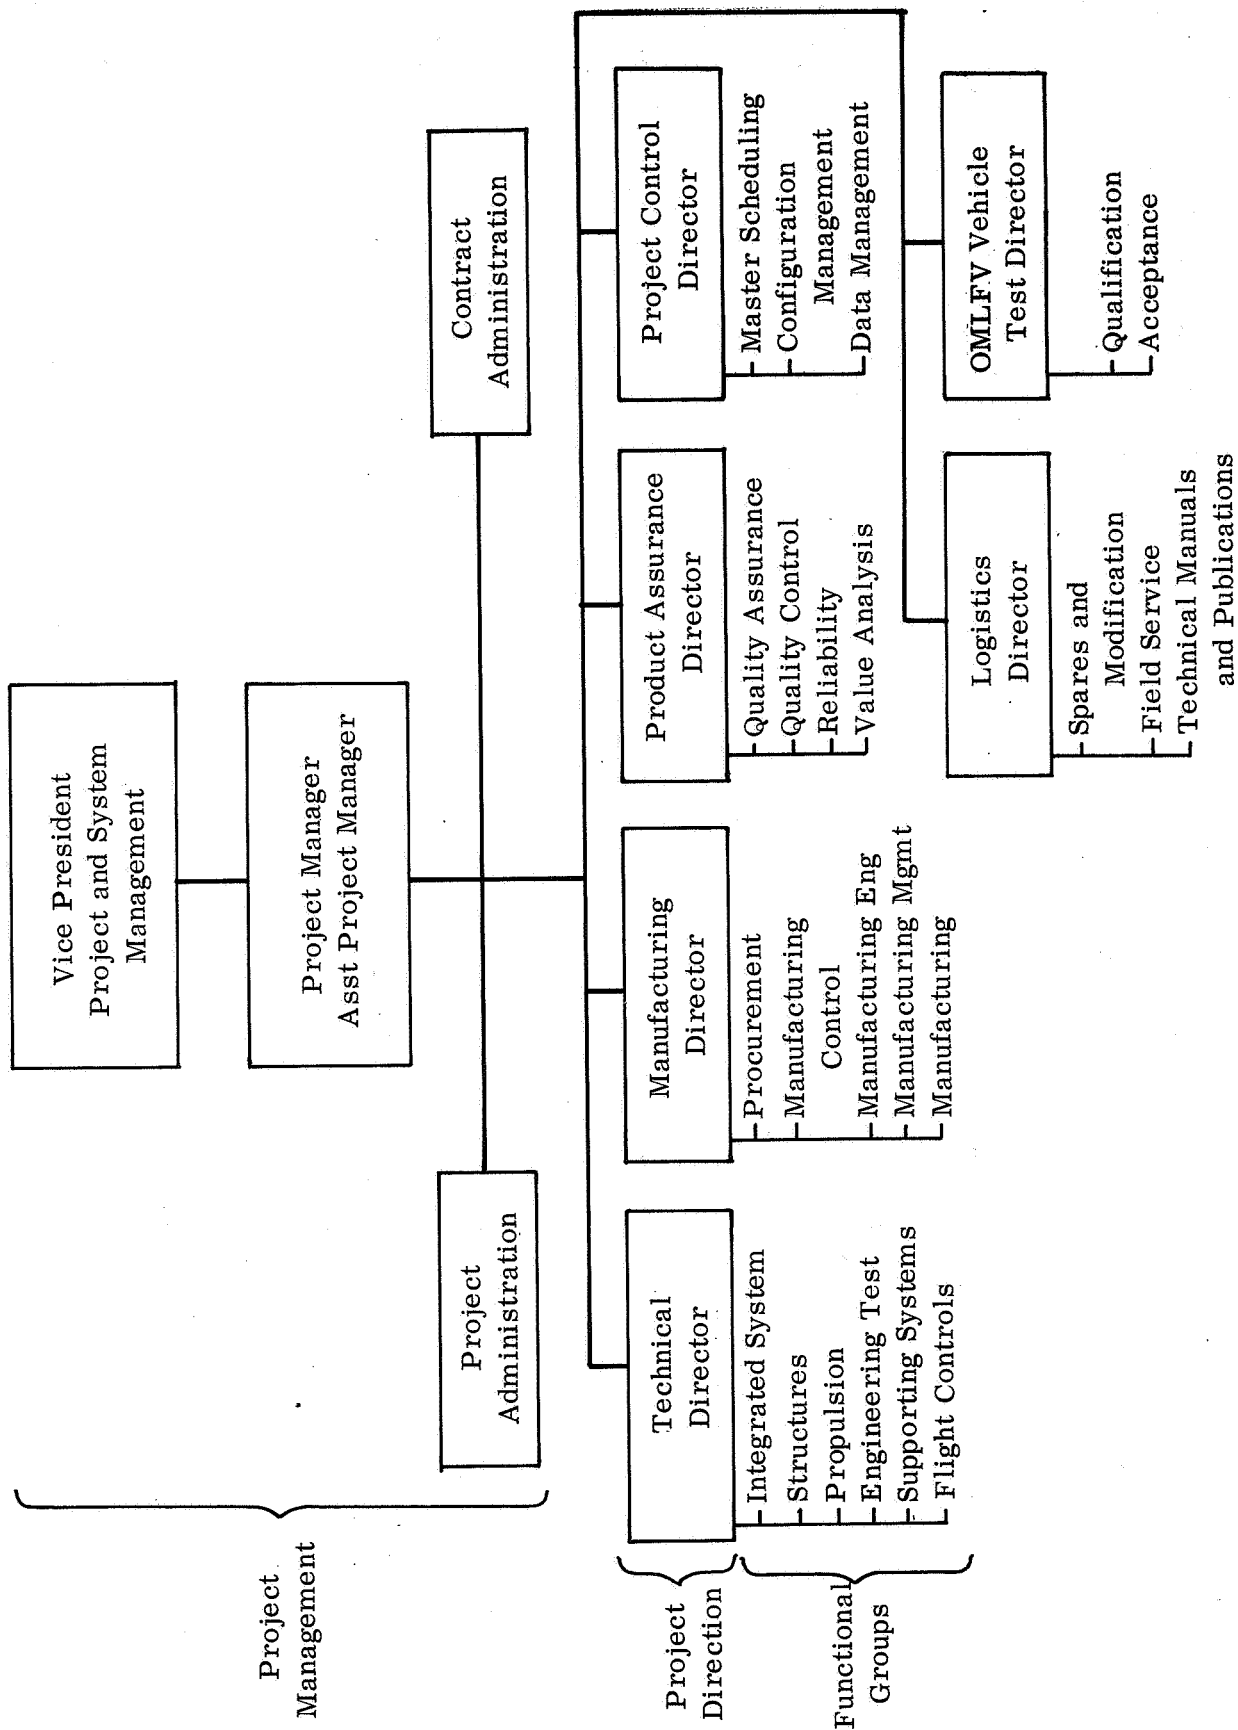 Vice President
Project and System
Management
Project Manager
Asst Project Manager
Project
Management
Project
Administration
Contract
Administration
Project
Direction
Technical
Director
Manufacturing
Director
Product Assurance
Director
Project Control
Director
Functional
Groups
Integrated System
Structures
Propulsion
Engineering Test
Supporting Systems
Flight Controls
Procurement
Manufacturing
Control
Manufacturing Eng
Manufacturing Mgmt
Manufacturing
Quality Assurance
Quality Control
Reliability
Value Analysis
Master Scheduling
Configuration
Management
Data Management
Logistics
Director
Spares and
Modification
Field Service
Technical Manuals
and Publications
OMLFV Vehicle
Test Director
Qualification
Acceptance